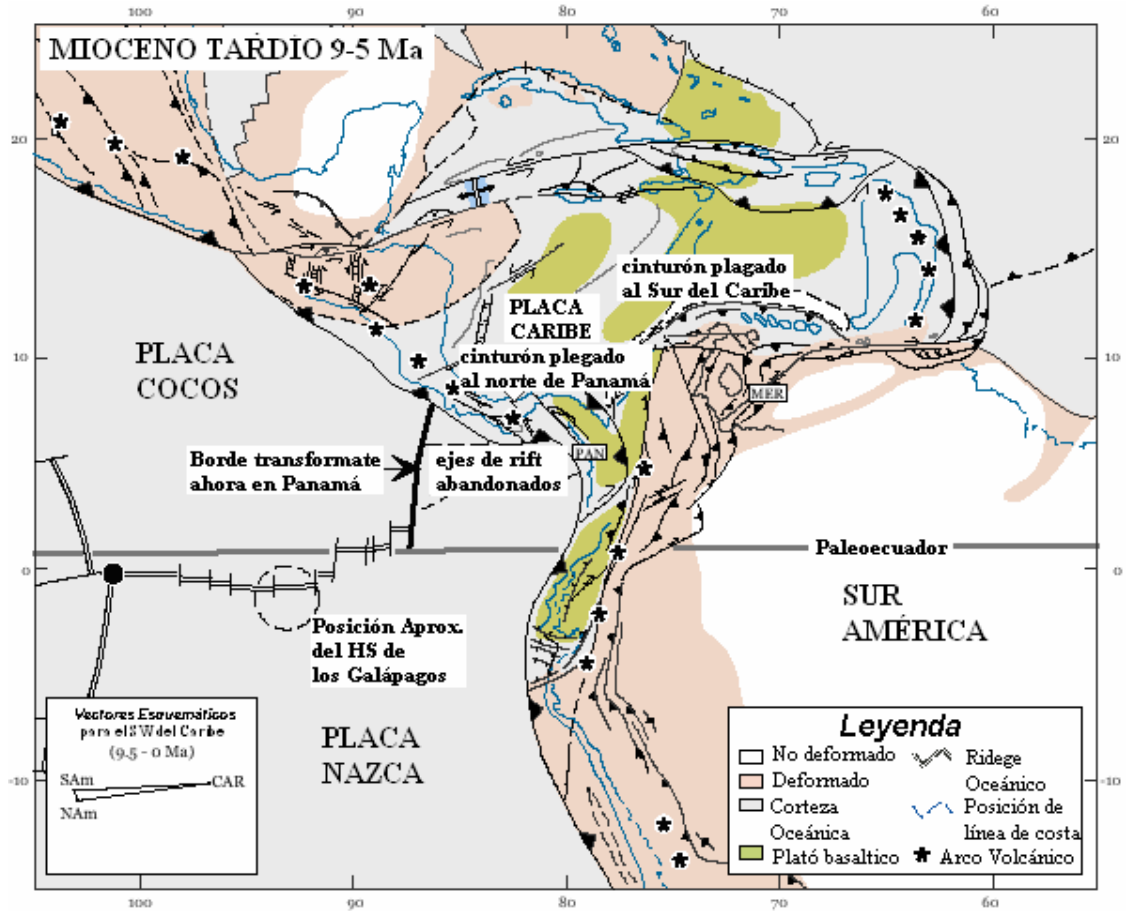 80
70
60
MIOCENO TARDÍO 9-5 Ma
20
20
cinturón plagado
al Sur del Caribe
PLACA
CARIBE
PLACA
COCOS
10
cinturón plegado
al norte de Panamá
10
MER
PAN
Borde transformate
ahora en Panamá
ejes de rift
abandonados
Paleoecuador
0
0
SUR
AMÉRICA
Posición Aprox.
del HS de
los Galápagos
Vectores Esquemáticos
para el SW del Caribe
(9.5 - 0 Ma)
SAm
CAR
NAm
PLACA
NAZCA
-10
-10
Leyenda
No deformado
Deformado
Corteza
Oceánica
Plató basaltico
Ridege
Oceánico
Posición de
línea de costa
Arco Volcánico
100
90
80
70
60